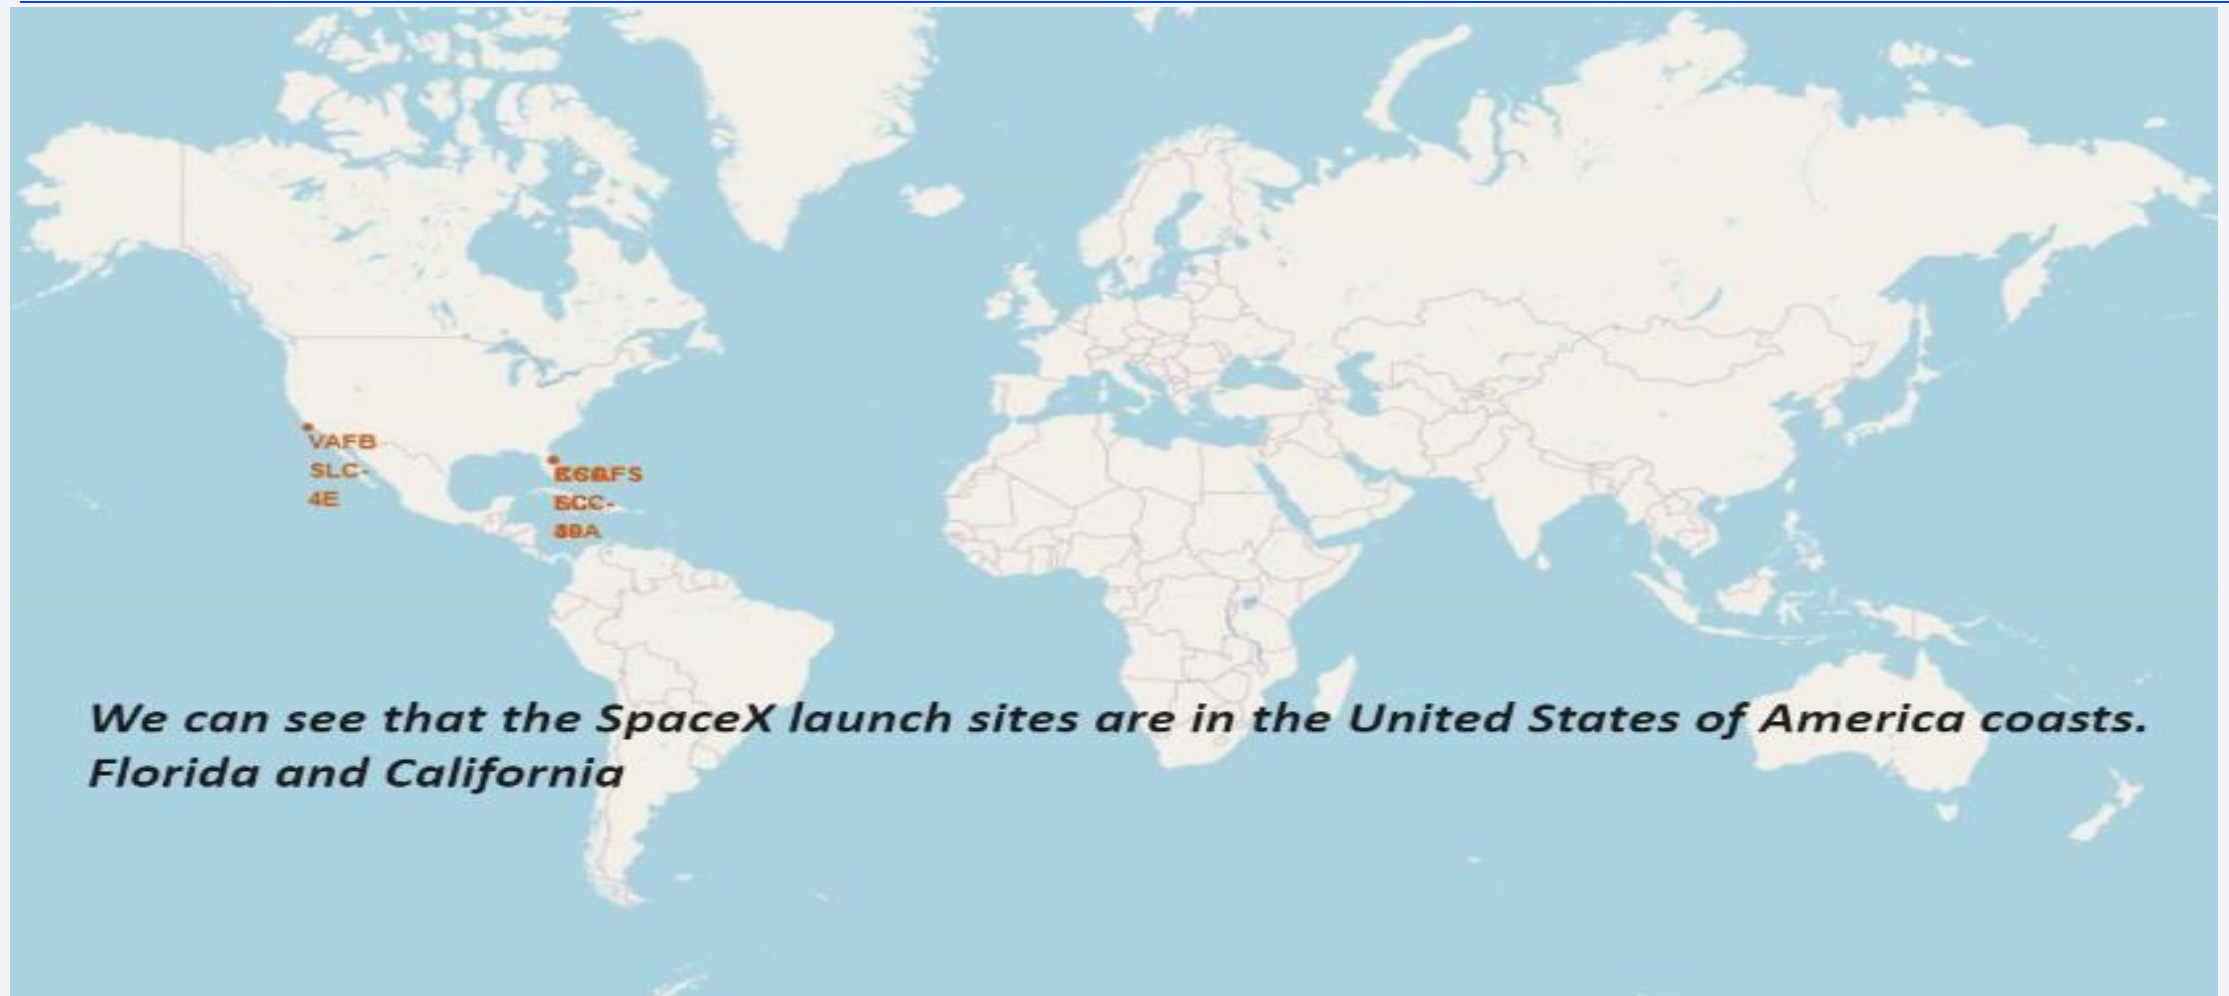 VAFB
SLC-
4E
We can see that the SpaceX launch sites are in the United States of America coasts.
Florida and California